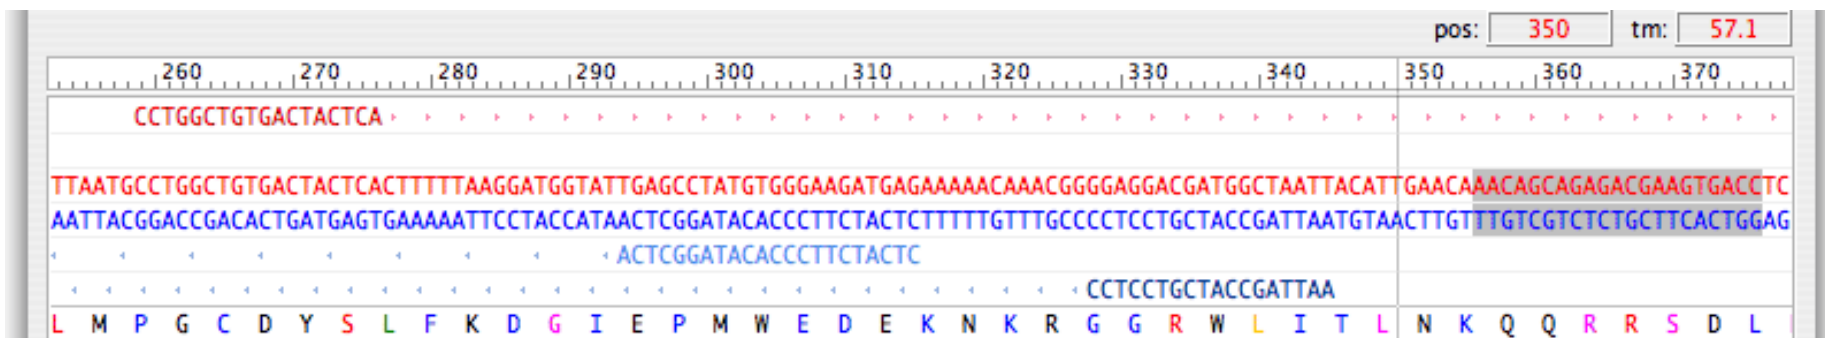 pos: 350 tm: 57.1
260 270 280 290 300 310 320 330 340 350 360 370
CCTGGCTGTGACTACTCA
TTAATGCCTGGCTGTGACTACTCACTTTTTAAGGATGGTATTGAGCCTATGTGGGAAGATGAGAAAAACAAACGGGGAGGACGATGGCTAATTACATTGAACAAACAGCAGAGACGAAGTGACCTC
AATTACGGACCGACACTGATGAGTGAAAAATTCCTACCATAACTCGGATACACCCTTCTACTCTTTTTGTTTGCCCCTCCTGCTACCGATTAATGTAACTTGTTTGTCGTCTCTGCTTCACTGGAG
ACTCGGATACACCCTTCTACTC
CCTCCTGCTACCGATTAA
L M P G C D Y S L F K D G I E P M W E D E K N K R G G R W L I T L N K Q Q R R S D L